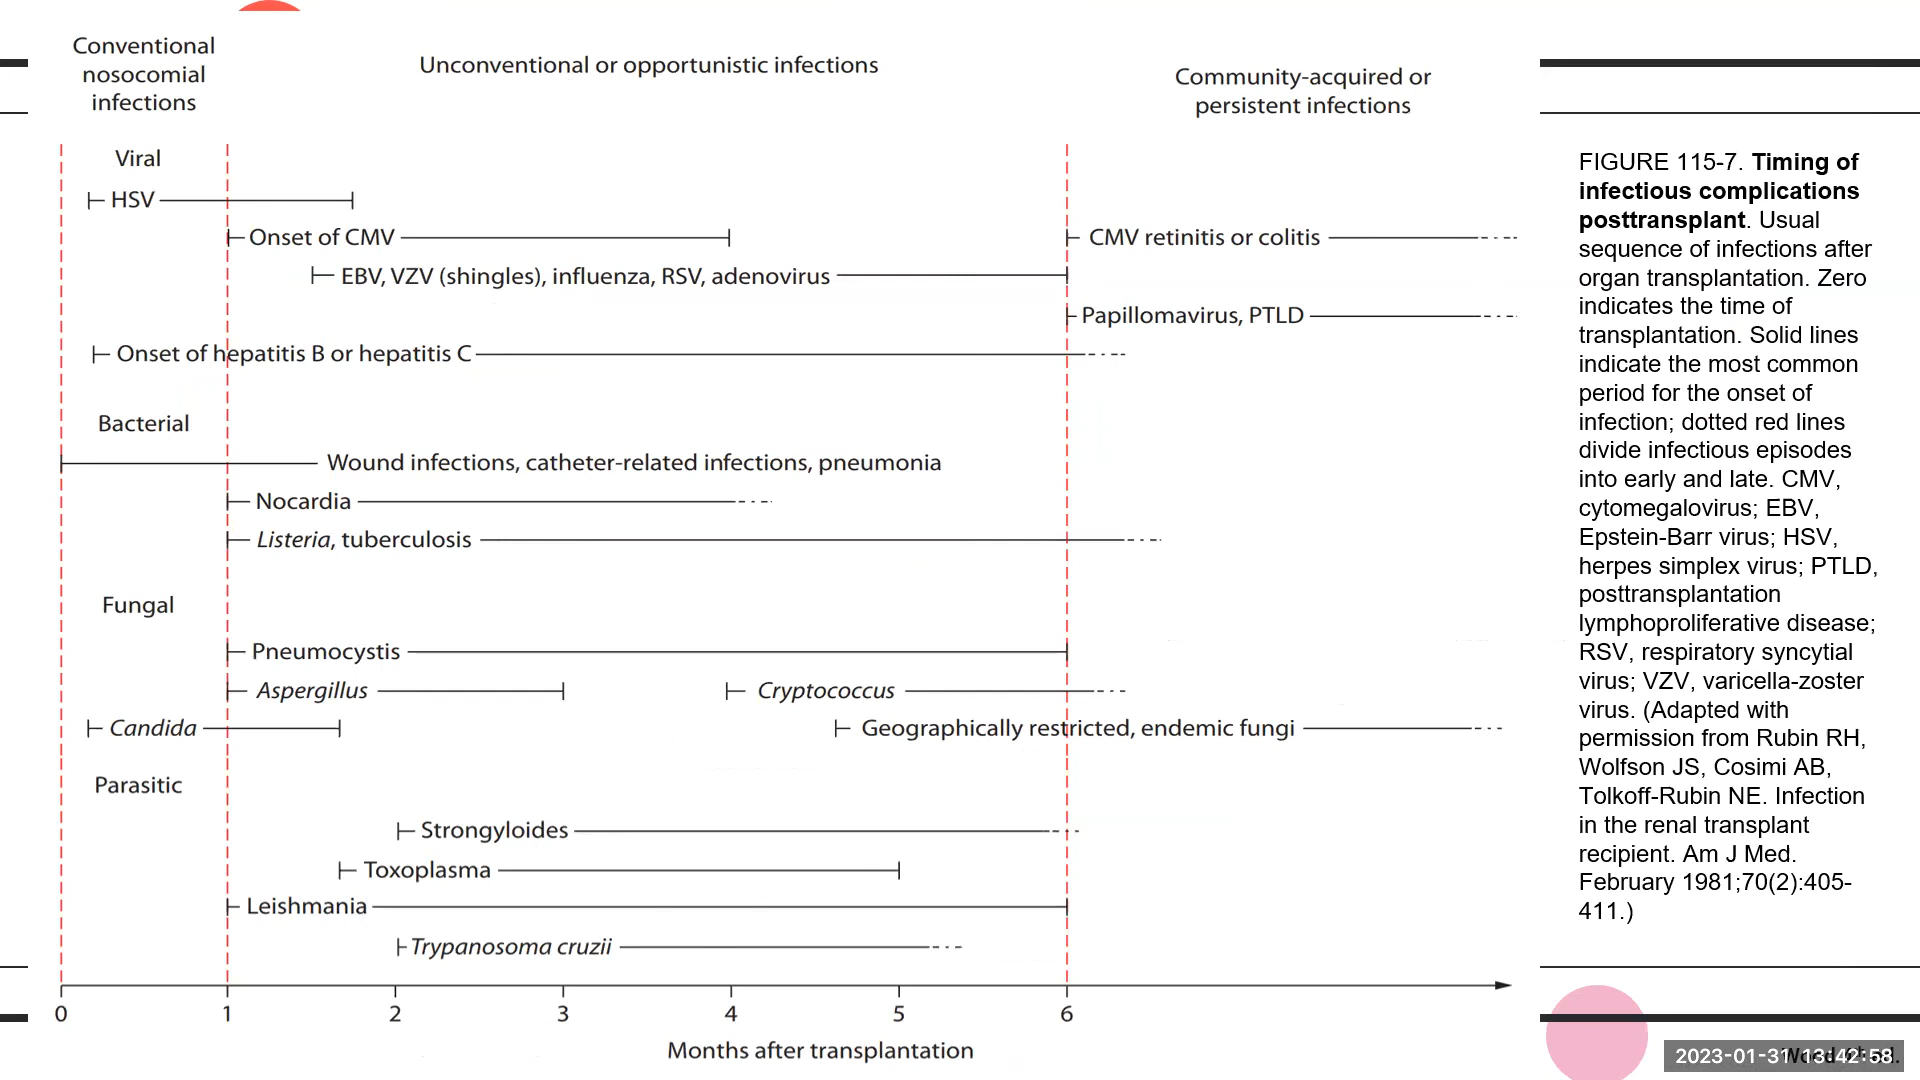 Conventional
nosocomial
infections
Unconventional or opportunistic infections
Community-acquired or
persistent infections
Viral
HSV
Onset of CMV
CMV retinitis or colitis
EBV, VZV (shingles), influenza, RSV, adenovirus
Papillomavirus, PTLD
Onset of hepatitis B or hepatitis C
Bacterial
Wound infections, catheter-related infections, pneumonia
Nocardia
Listeria, tuberculosis
Fungal
Pneumocystis
Aspergillus
Cryptococcus
Candida
Geographically restricted, endemic fungi
Parasitic
Strongyloides
Toxoplasma
Leishmania
Trypanosoma cruzii
0 1 2 3 4 5 6
Months after transplantation
FIGURE 115-7. Timing of
infectious complications
posttransplant. Usual
sequence of infections after
organ transplantation. Zero
indicates the time of
transplantation. Solid lines
indicate the most common
period for the onset of
infection; dotted red lines
divide infectious episodes
into early and late. CMV,
cytomegalovirus; EBV,
Epstein-Barr virus; HSV,
herpes simplex virus; PTLD,
posttransplantation
lymphoproliferative disease;
RSV, respiratory syncytial
virus; VZV, varicella-zoster
virus. (Adapted with
permission from Rubin RH,
Wolfson JS, Cosimi AB,
Tolkoff-Rubin NE. Infection
in the renal transplant
recipient. Am J Med.
February 1981;70(2):405-
411.)
2023-01-31 13:42:58